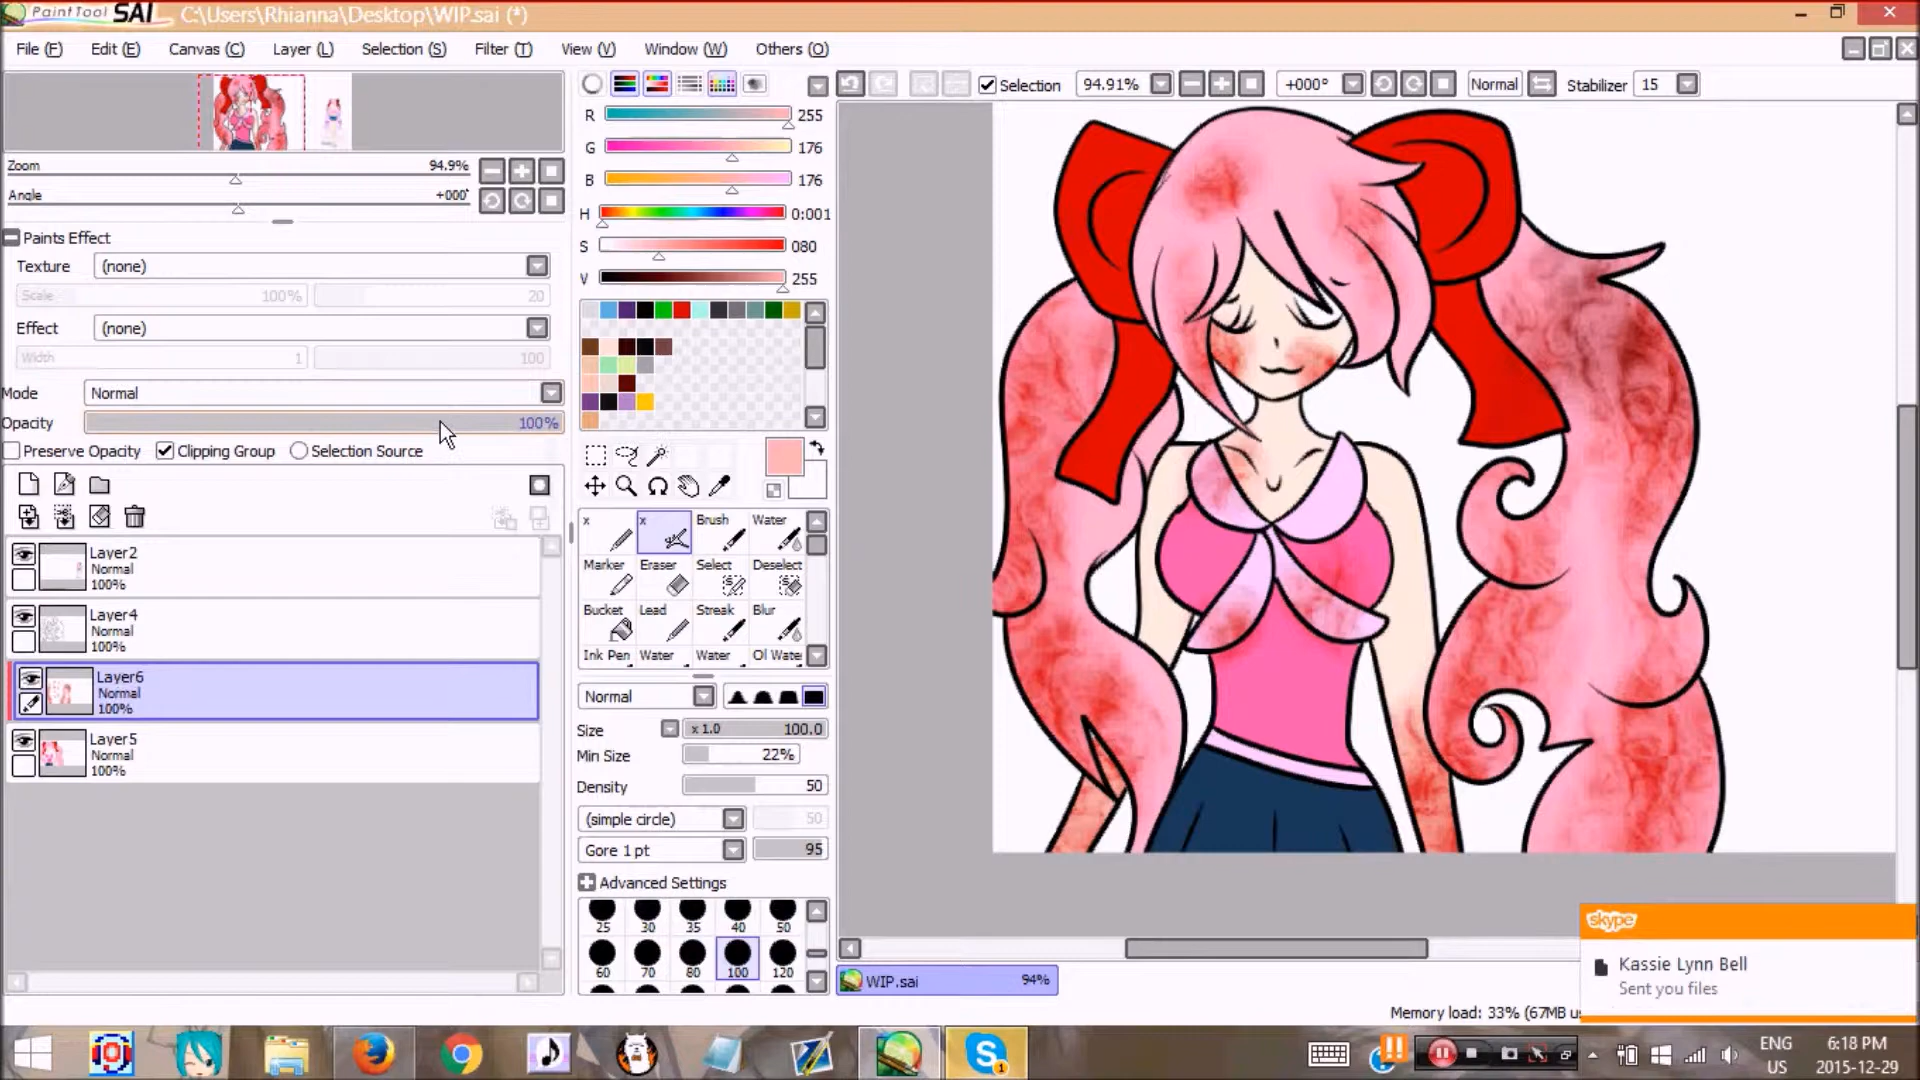 PaintTool SAI C:\Users\Rhianna\Desktop\WIP.sai (*)
File (F) Edit (E) Canvas (C) Layer (L) Selection (S) Filter (T) View (V) Window (W) Others (O)
Selection 94.91% +000° Normal Stabilizer 15
Zoom 94.9%
Angle +000°
Paints Effect
Texture (none)
Scale 100% 20
Effect (none)
Width 1 100
Mode Normal
Opacity 100%
Preserve Opacity Clipping Group Selection Source
Layer2
Normal
100%
Layer4
Normal
100%
Layer6
Normal
100%
Layer5
Normal
100%
R 255
G 176
B 176
H 0:001
S 080
V 255
x x Brush Water
Marker Eraser Select Deselect
Bucket Lead Streak Blur
Ink Pen Water Water Ol Wate
Normal
Size x 1.0 100.0
Min Size 22%
Density 50
(simple circle) 50
Gore 1 pt 95
Advanced Settings
25 30 35 40 50
60 70 80 100 120
WIP.sai 94%
skype
Kassie Lynn Bell
Sent you files
Memory load: 33% (67MB
S 1
ENG
US
6:18 PM
2015-12-29